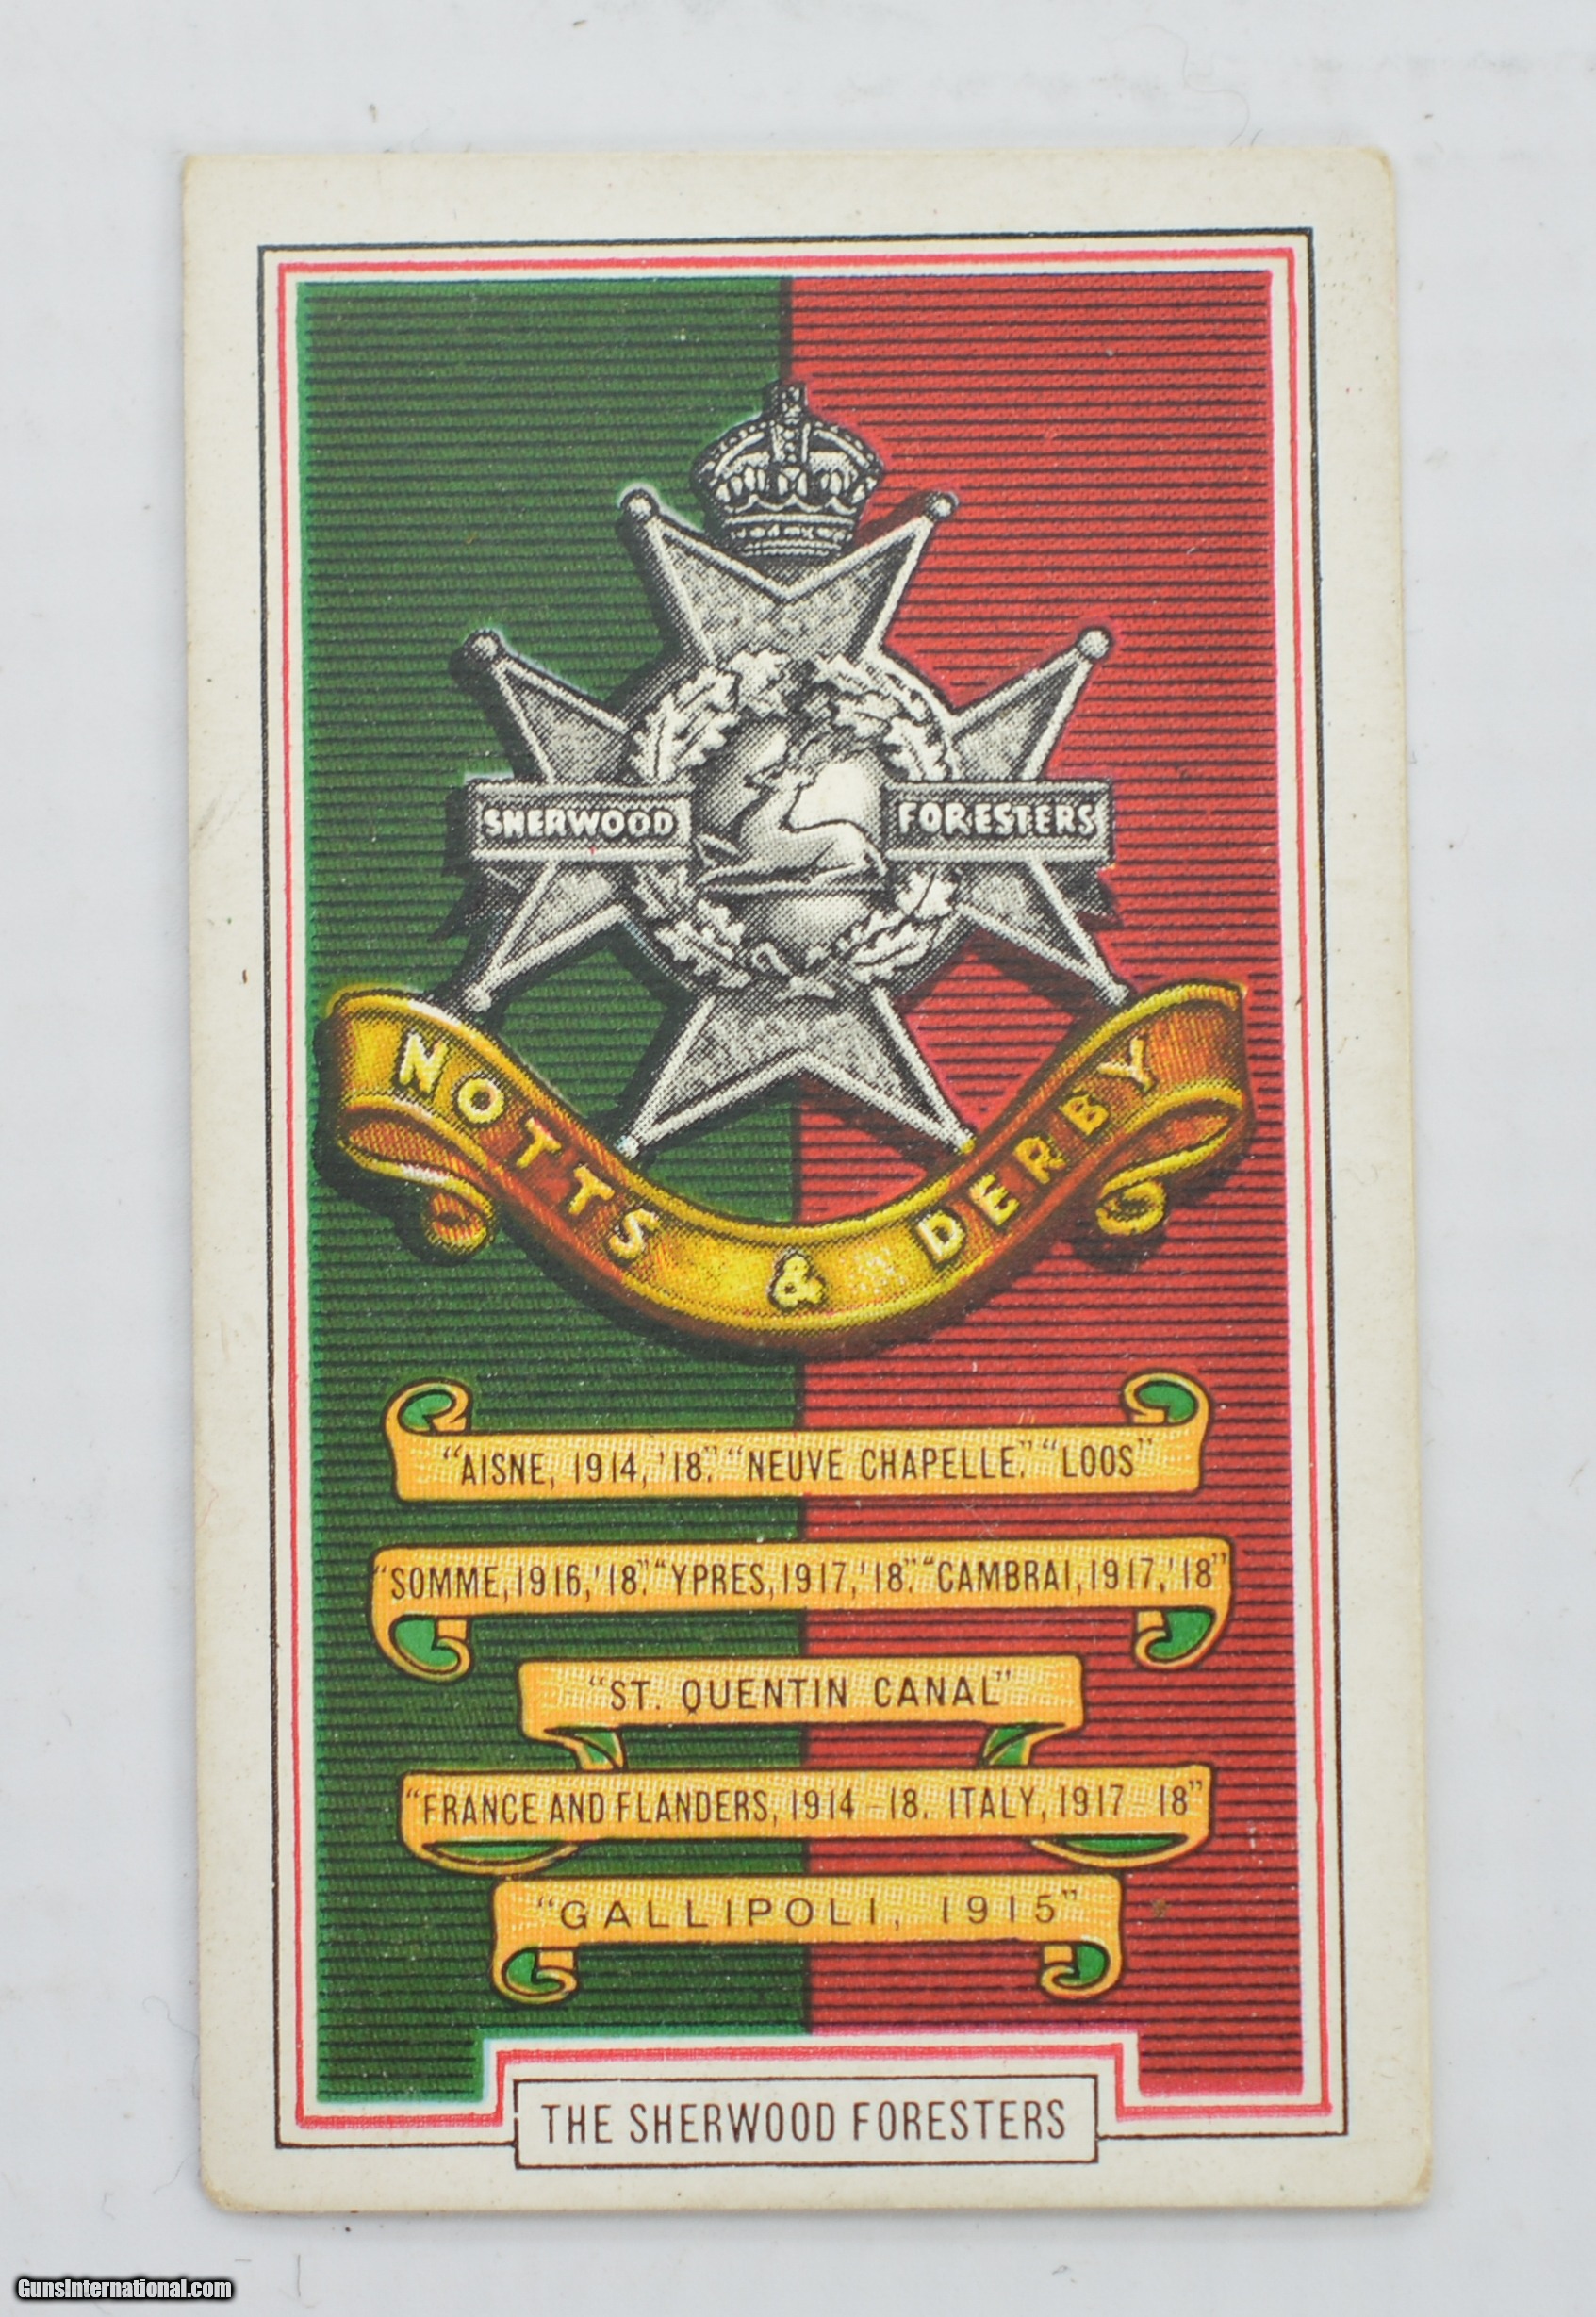 SHERWOOD FORESTERS
NOTTS & DERBY
"AISNE, 1914, '18". "NEUVE CHAPELLE". "LOOS"
"SOMME, 1916, '18". "YPRES, 1917, '18". "CAMBRAI, 1917, '18"
"ST. QUENTIN CANAL"
"FRANCE AND FLANDERS, 1914-18. ITALY, 1917-18"
"GALLIPOLI, 1915"
THE SHERWOOD FORESTERS
GunsInternational.com